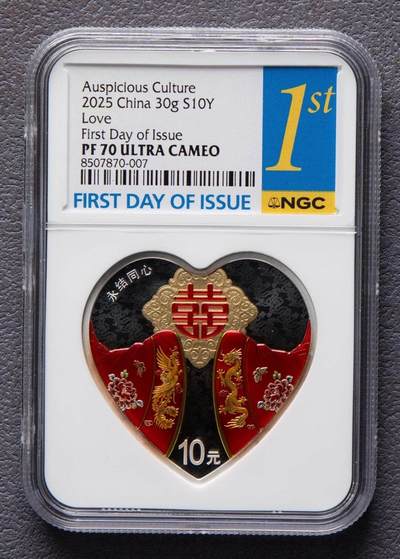 Auspicious Culture
2025 China 30g S10Y
Love
First Day of Issue
PF 70 ULTRA CAMEO
8507870-007
1st
FIRST DAY OF ISSUE
NGC
永结同心
囍
10元